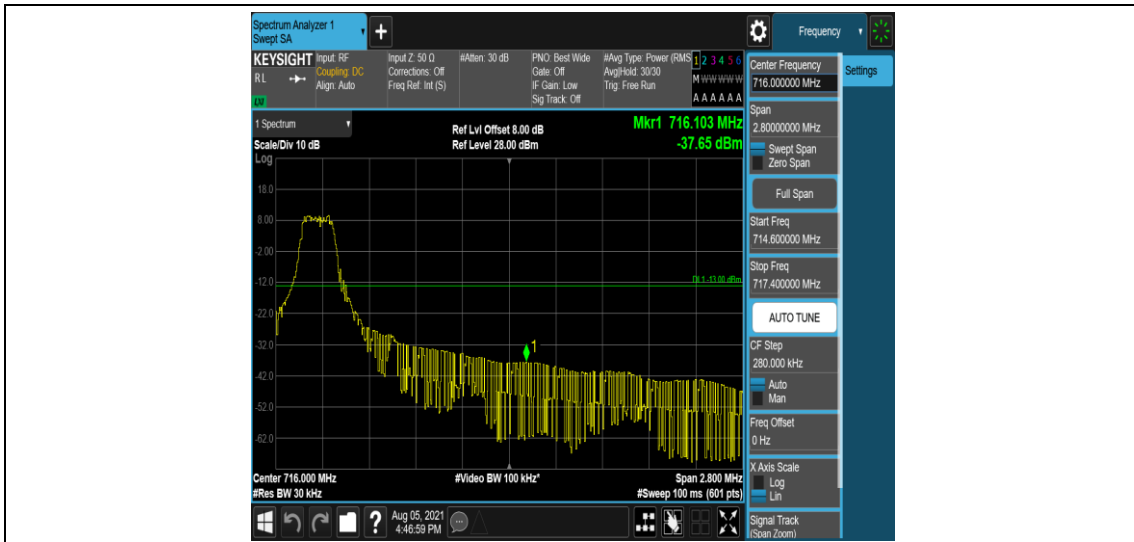 Spectrum Analyzer 1
Swept SA
Frequency
KEYSIGHT
RL
LM
Input: RF
Coupling: DC
Align: Auto
Input Z: 50 Ω
Corrections: Off
Freq Ref: Int (S)
#Atten: 30 dB
PNO: Best Wide
Gate: Off
IF Gain: Low
Sig Track: Off
#Avg Type: Power (RMS
Avg|Hold: 30/30
Trig: Free Run
1 2 3 4 5 6
M W W W W W
A A A A A A
1 Spectrum
Scale/Div 10 dB
Log
Ref Lvl Offset 8.00 dB
Ref Level 28.00 dBm
Mkr1 716.103 MHz
-37.65 dBm
18.0
8.00
-2.00
-12.0
-22.0
-32.0
-42.0
-52.0
-62.0
DL1 -13.00 dBm
1
Center 716.000 MHz
#Res BW 30 kHz
#Video BW 100 kHz*
Span 2.800 MHz
#Sweep 100 ms (601 pts)
Center Frequency
716.000000 MHz
Settings
Span
2.80000000 MHz
Swept Span
Zero Span
Full Span
Start Freq
714.600000 MHz
Stop Freq
717.400000 MHz
AUTO TUNE
CF Step
280.000 kHz
Auto
Man
Freq Offset
0 Hz
X Axis Scale
Log
Lin
Signal Track
(Span Zoom)
?
Aug 05, 2021
4:46:59 PM